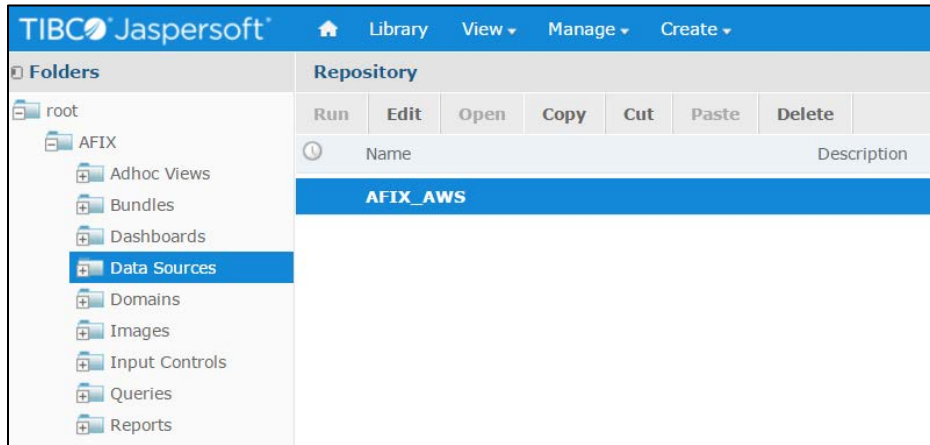 TIBCO Jaspersoft Library View Manage Create
Folders
root
AFIX
Adhoc Views
Bundles
Dashboards
Data Sources
Domains
Images
Input Controls
Queries
Reports
Repository
Run Edit Open Copy Cut Paste Delete
Name Description
AFIX_AWS